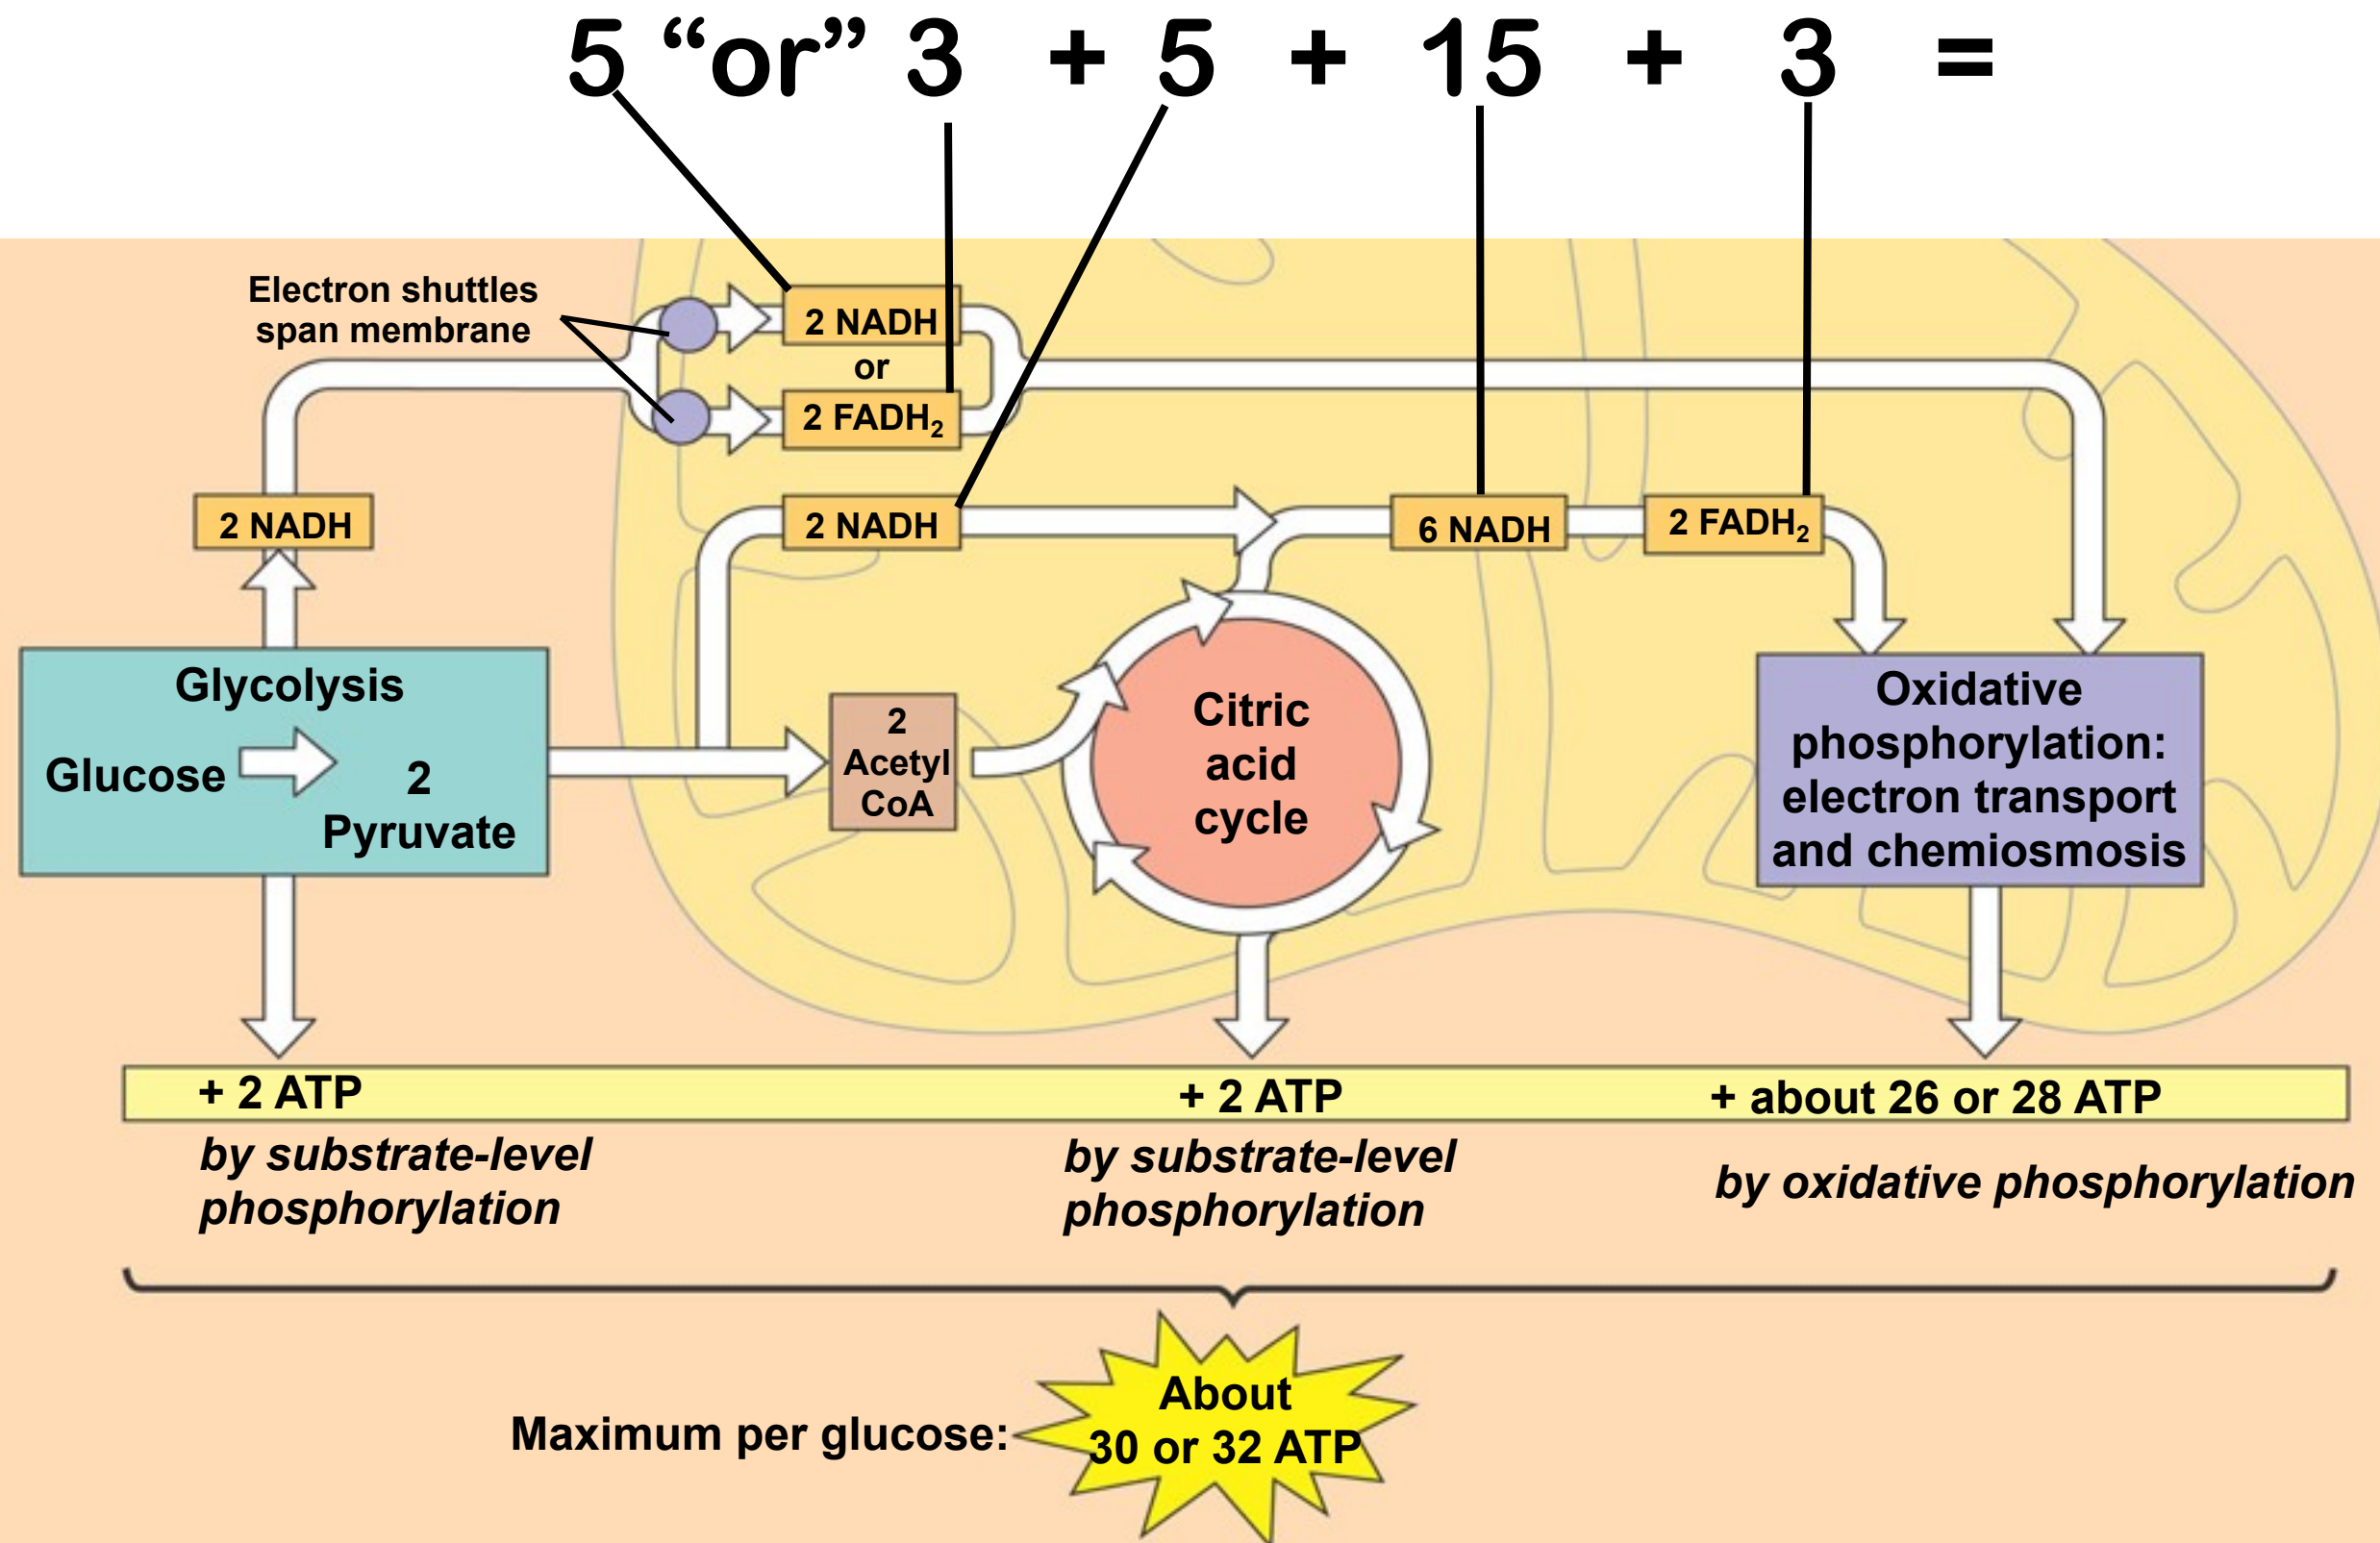 5 “or” 3 + 5 + 15 + 3 =
Electron shuttles
span membrane
2 NADH
or
2 FADH₂
2 NADH
2 NADH
6 NADH
2 FADH₂
Glycolysis
Glucose
2
Pyruvate
2
Acetyl
CoA
Citric
acid
cycle
Oxidative
phosphorylation:
electron transport
and chemiosmosis
+ 2 ATP
+ 2 ATP
+ about 26 or 28 ATP
by substrate-level
phosphorylation
by substrate-level
phosphorylation
by oxidative phosphorylation
Maximum per glucose:
About
30 or 32 ATP